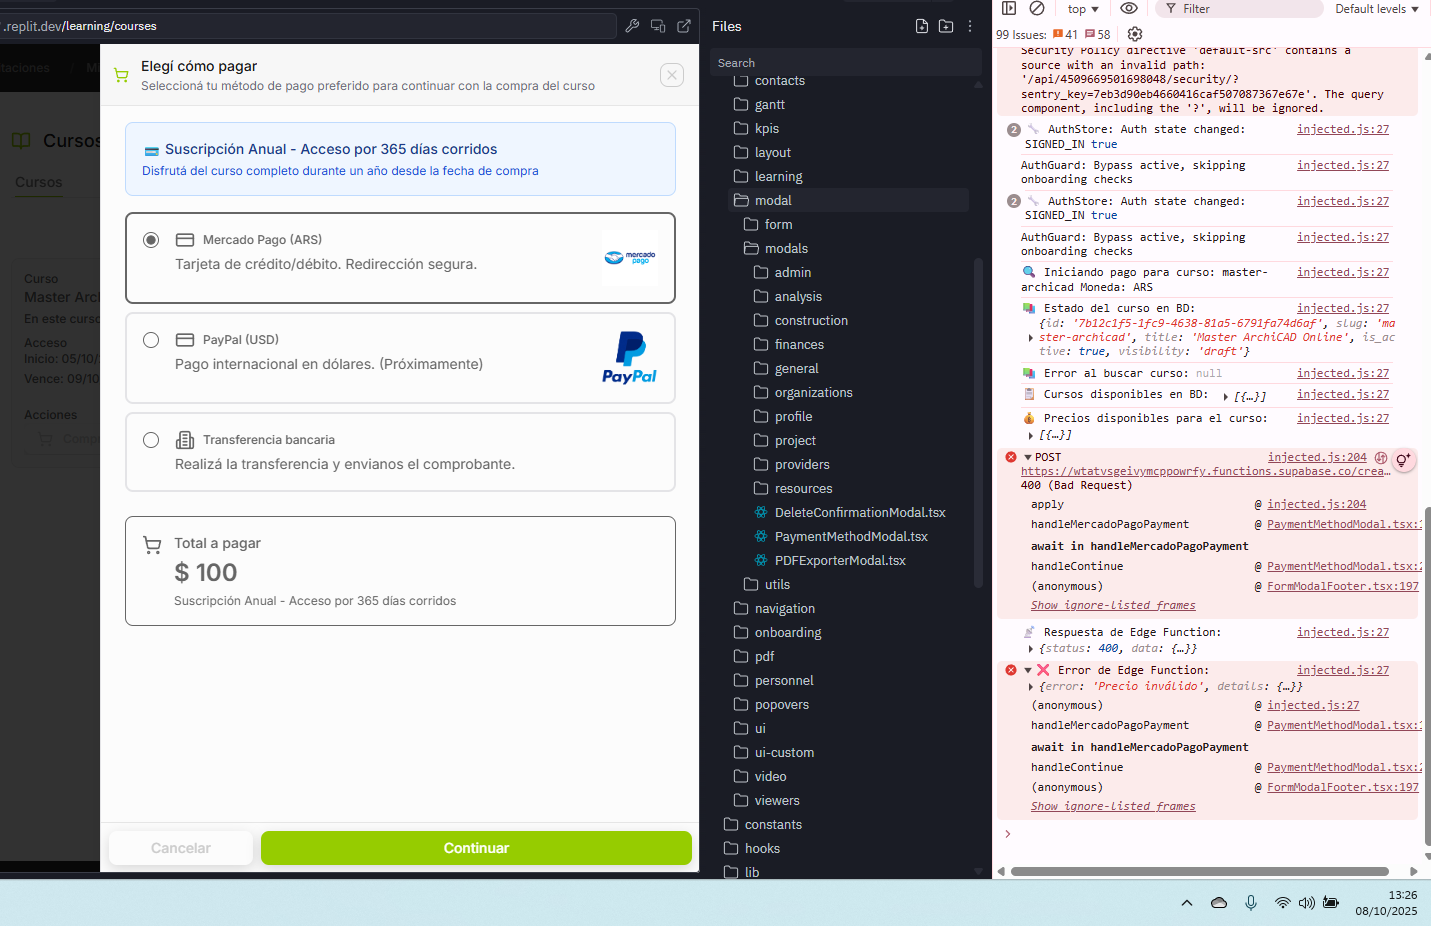 .replit.dev/learning/courses
Cursos
Cursos
Curso
En este curso
Acceso
Inicio: 05/10/
Vence: 09/10
Acciones
Elegí cómo pagar
Seleccioná tu método de pago preferido para continuar con la compra del curso
Suscripción Anual - Acceso por 365 días corridos
Disfrutá del curso completo durante un año desde la fecha de compra
Mercado Pago (ARS)
Tarjeta de crédito/débito. Redirección segura.
mercado
pago
PayPal (USD)
Pago internacional en dólares. (Próximamente)
PayPal
Transferencia bancaria
Realizá la transferencia y envianos el comprobante.
Total a pagar
$ 100
Suscripción Anual - Acceso por 365 días corridos
Cancelar
Continuar
Files
Search
contacts
gantt
kpis
layout
learning
modal
form
modals
admin
analysis
construction
finances
general
organizations
profile
project
providers
resources
DeleteConfirmationModal.tsx
PaymentMethodModal.tsx
PDFExporterModal.tsx
utils
navigation
onboarding
pdf
personnel
popovers
ui
ui-custom
video
viewers
constants
hooks
lib
top
Filter
Default levels
99 Issues: 41 58
Security Policy directive 'default-src' contains a
source with an invalid path:
'/api/4509669501698048/security/?
sentry_key=7eb3d90eb4660416caf507087367e67e'. The query
component, including the '?', will be ignored.
2 AuthStore: Auth state changed: injected.js:27
SIGNED_IN true
AuthGuard: Bypass active, skipping injected.js:27
onboarding checks
2 AuthStore: Auth state changed: injected.js:27
SIGNED_IN true
AuthGuard: Bypass active, skipping injected.js:27
onboarding checks
Iniciando pago para curso: master- injected.js:27
archicad Moneda: ARS
Estado del curso en BD: injected.js:27
{id: '7b12c1f5-1fc9-4638-81a5-6791fa74d6af', slug: 'ma
ster-archicad', title: 'Master ArchiCAD Online', is_ac
tive: true, visibility: 'draft'}
Error al buscar curso: null injected.js:27
Cursos disponibles en BD: [{…}] injected.js:27
Precios disponibles para el curso: injected.js:27
[{…}]
POST injected.js:204
https://wtatvsgeivymcppowrfy.functions.supabase.co/crea…
400 (Bad Request)
apply @ injected.js:204
handleMercadoPagoPayment @ PaymentMethodModal.tsx:1
await in handleMercadoPagoPayment
handleContinue @ PaymentMethodModal.tsx:2
(anonymous) @ FormModalFooter.tsx:197
Show ignore-listed frames
Respuesta de Edge Function: injected.js:27
{status: 400, data: {…}}
Error de Edge Function: injected.js:27
{error: 'Precio inválido', details: {…}}
(anonymous) @ injected.js:27
handleMercadoPagoPayment @ PaymentMethodModal.tsx:1
await in handleMercadoPagoPayment
handleContinue @ PaymentMethodModal.tsx:2
(anonymous) @ FormModalFooter.tsx:197
Show ignore-listed frames
13:26
08/10/2025